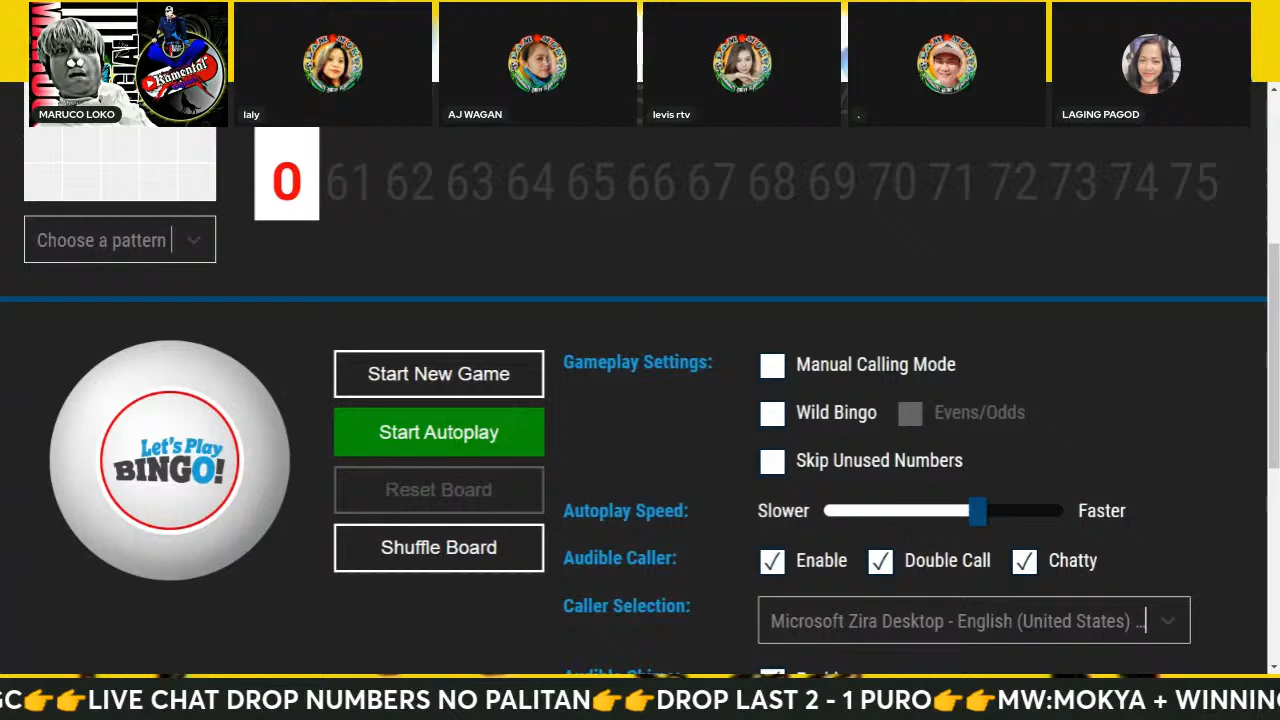 MARUCO LOKO
laly
AJ WAGAN
levis rtv
.
LAGING PAGOD
0 61 62 63 64 65 66 67 68 69 70 71 72 73 74 75
Choose a pattern
Let's Play
BINGO!
Start New Game
Start Autoplay
Reset Board
Shuffle Board
Gameplay Settings:
Manual Calling Mode
Wild Bingo
Evens/Odds
Skip Unused Numbers
Autoplay Speed:
Slower
Faster
Audible Caller:
Enable
Double Call
Chatty
Caller Selection:
Microsoft Zira Desktop - English (United States) ...
GC👉👉LIVE CHAT DROP NUMBERS NO PALITAN👉👉DROP LAST 2 - 1 PURO👉👉MW:MOKYA + WINNING